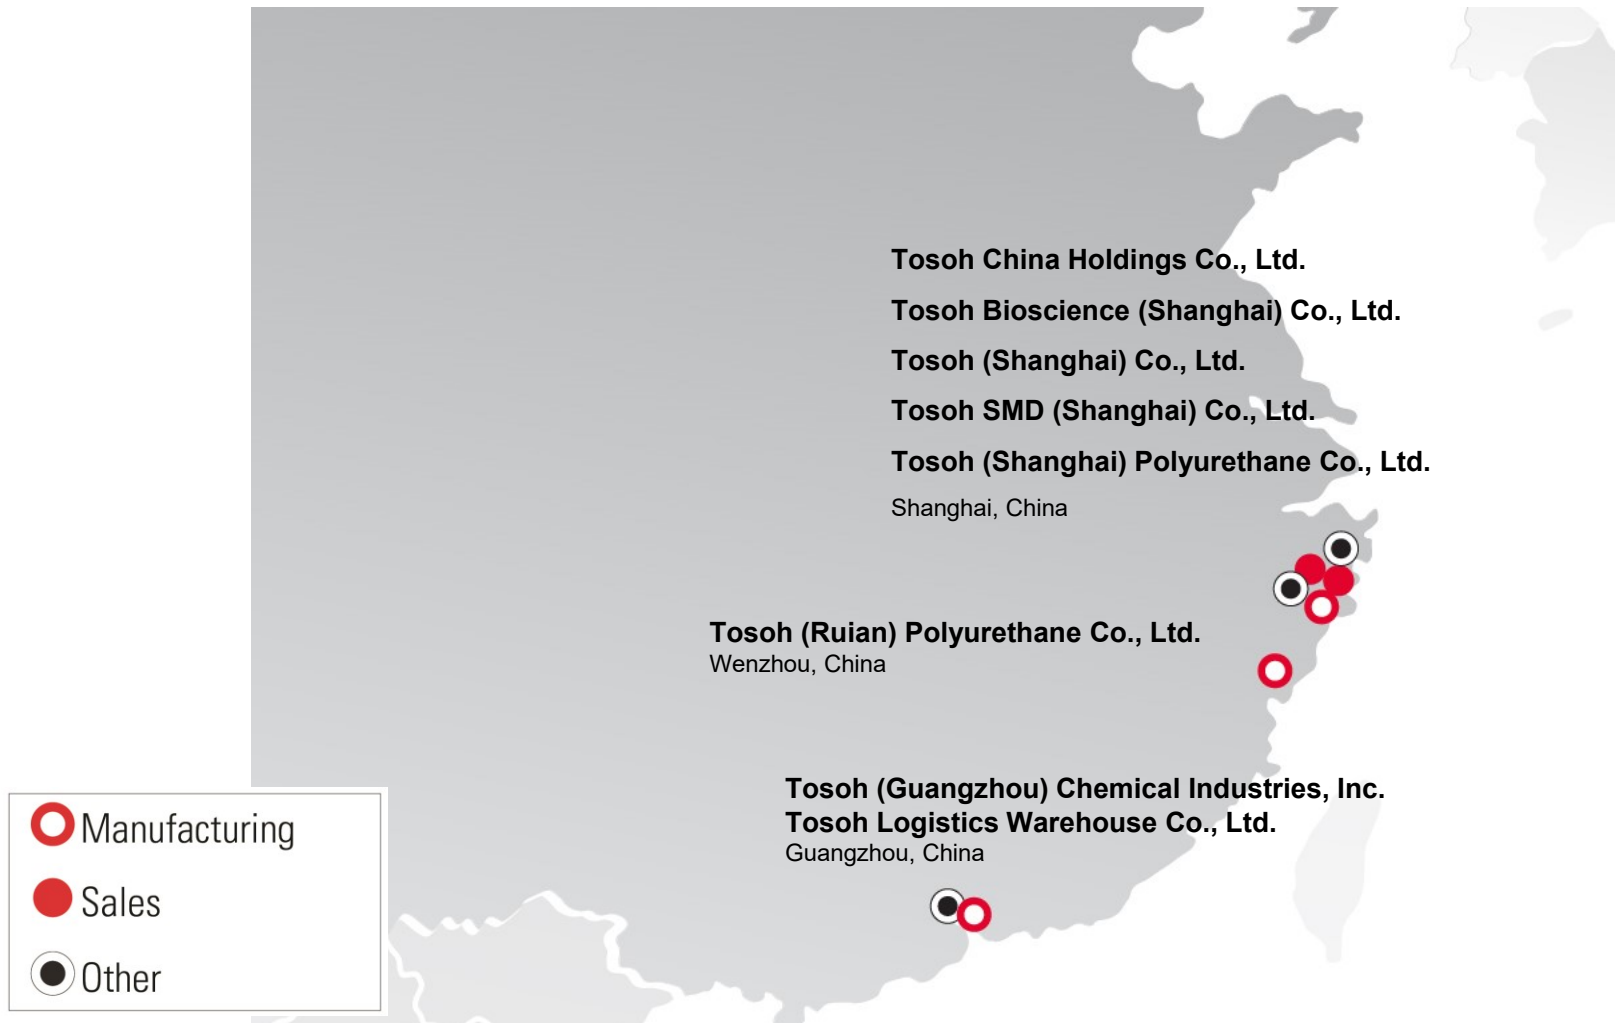 Tosoh China Holdings Co., Ltd.
Tosoh Bioscience (Shanghai) Co., Ltd.
Tosoh (Shanghai) Co., Ltd.
Tosoh SMD (Shanghai) Co., Ltd.
Tosoh (Shanghai) Polyurethane Co., Ltd.
Shanghai, China
Tosoh (Ruian) Polyurethane Co., Ltd.
Wenzhou, China
Tosoh (Guangzhou) Chemical Industries, Inc.
Tosoh Logistics Warehouse Co., Ltd.
Guangzhou, China
Manufacturing
Sales
Other